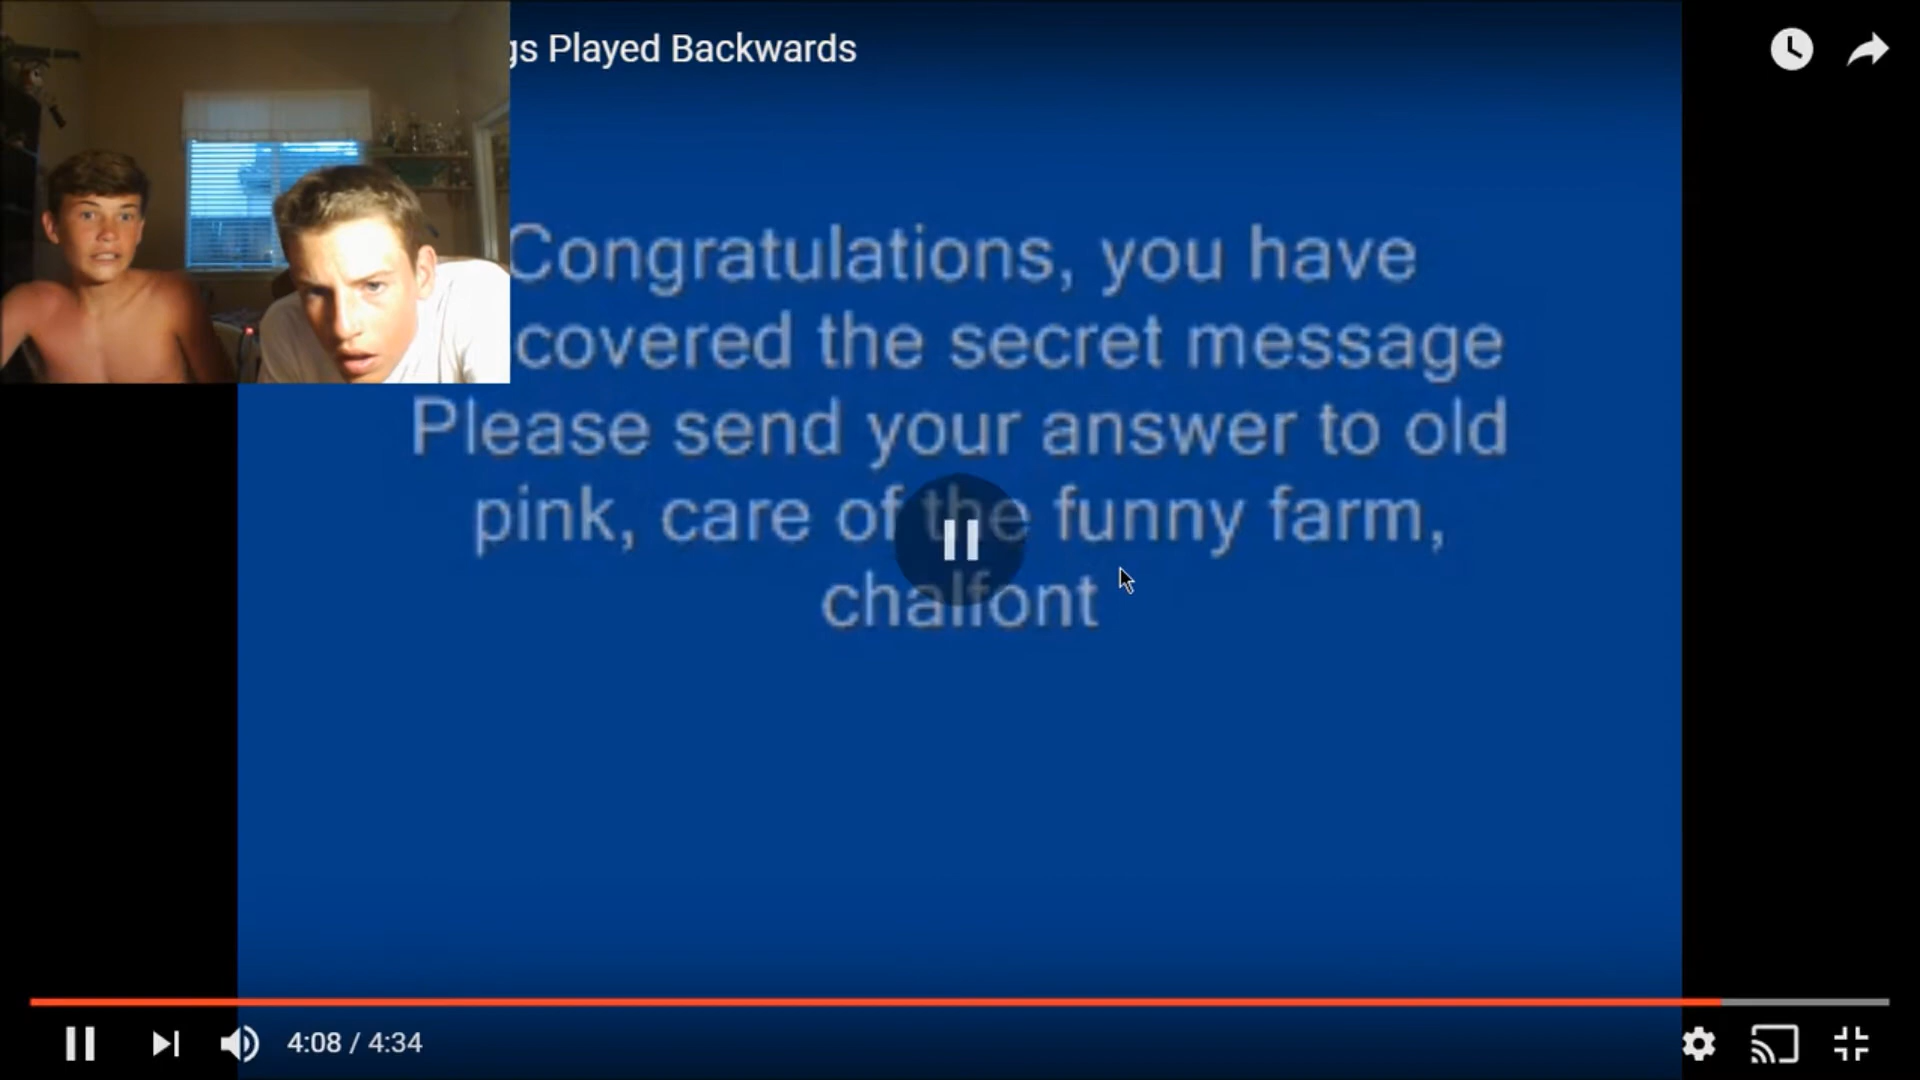 gs Played Backwards
Congratulations, you have
covered the secret message
Please send your answer to old
pink, care of the funny farm,
chalfont
4:08 / 4:34